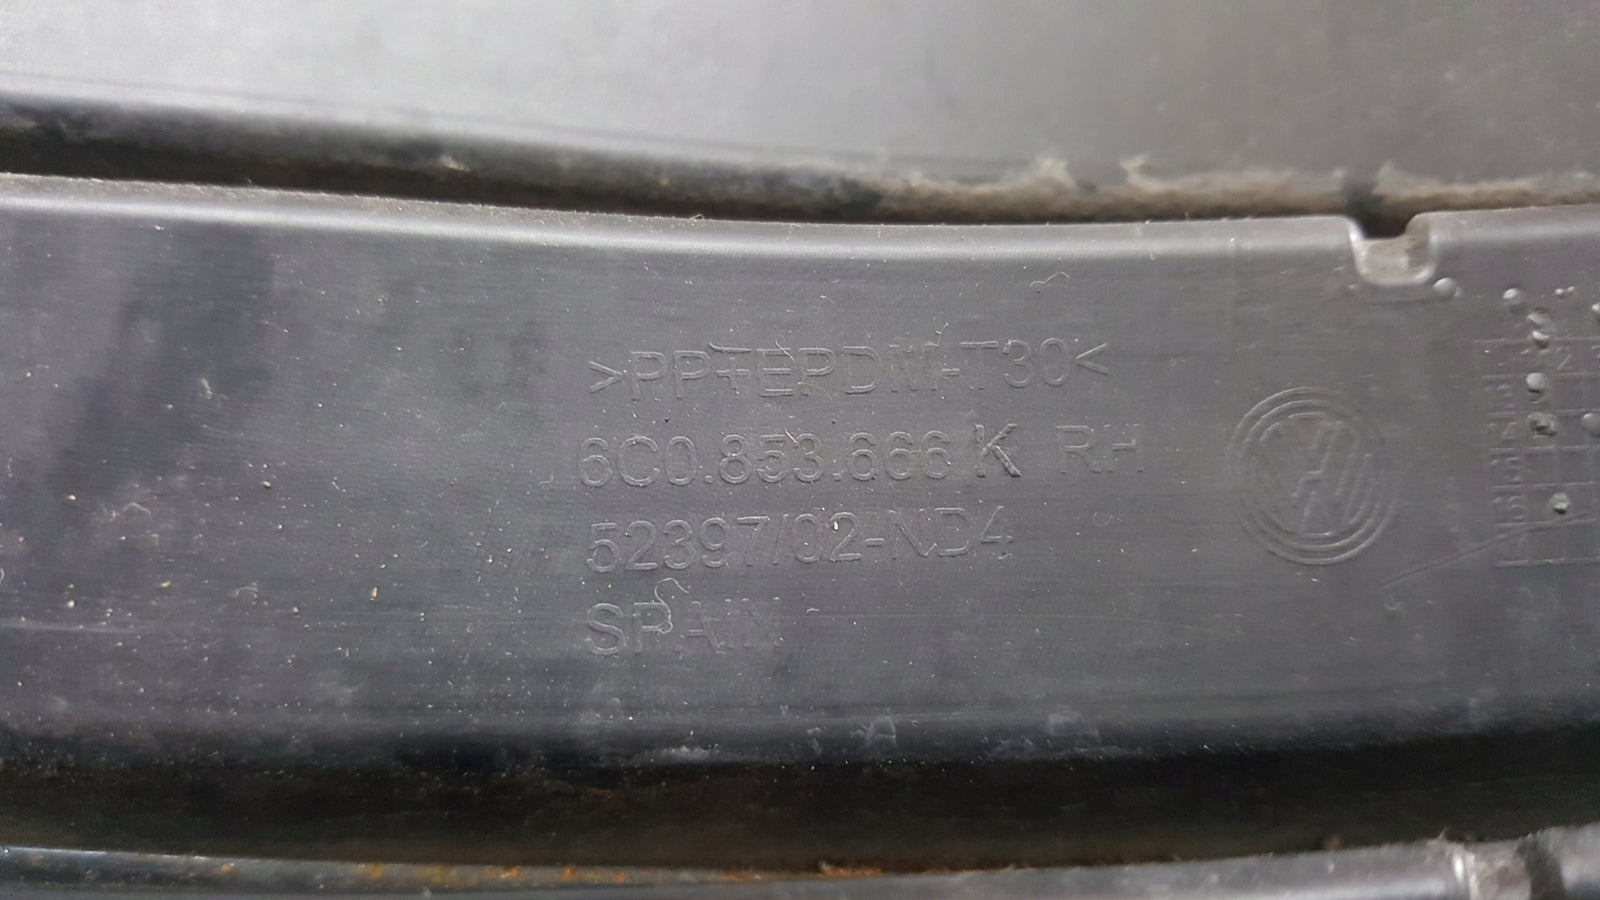 >PP+EPDM-T30<
6C0.853.666 K RH
52397/02-ND4
SPAIN